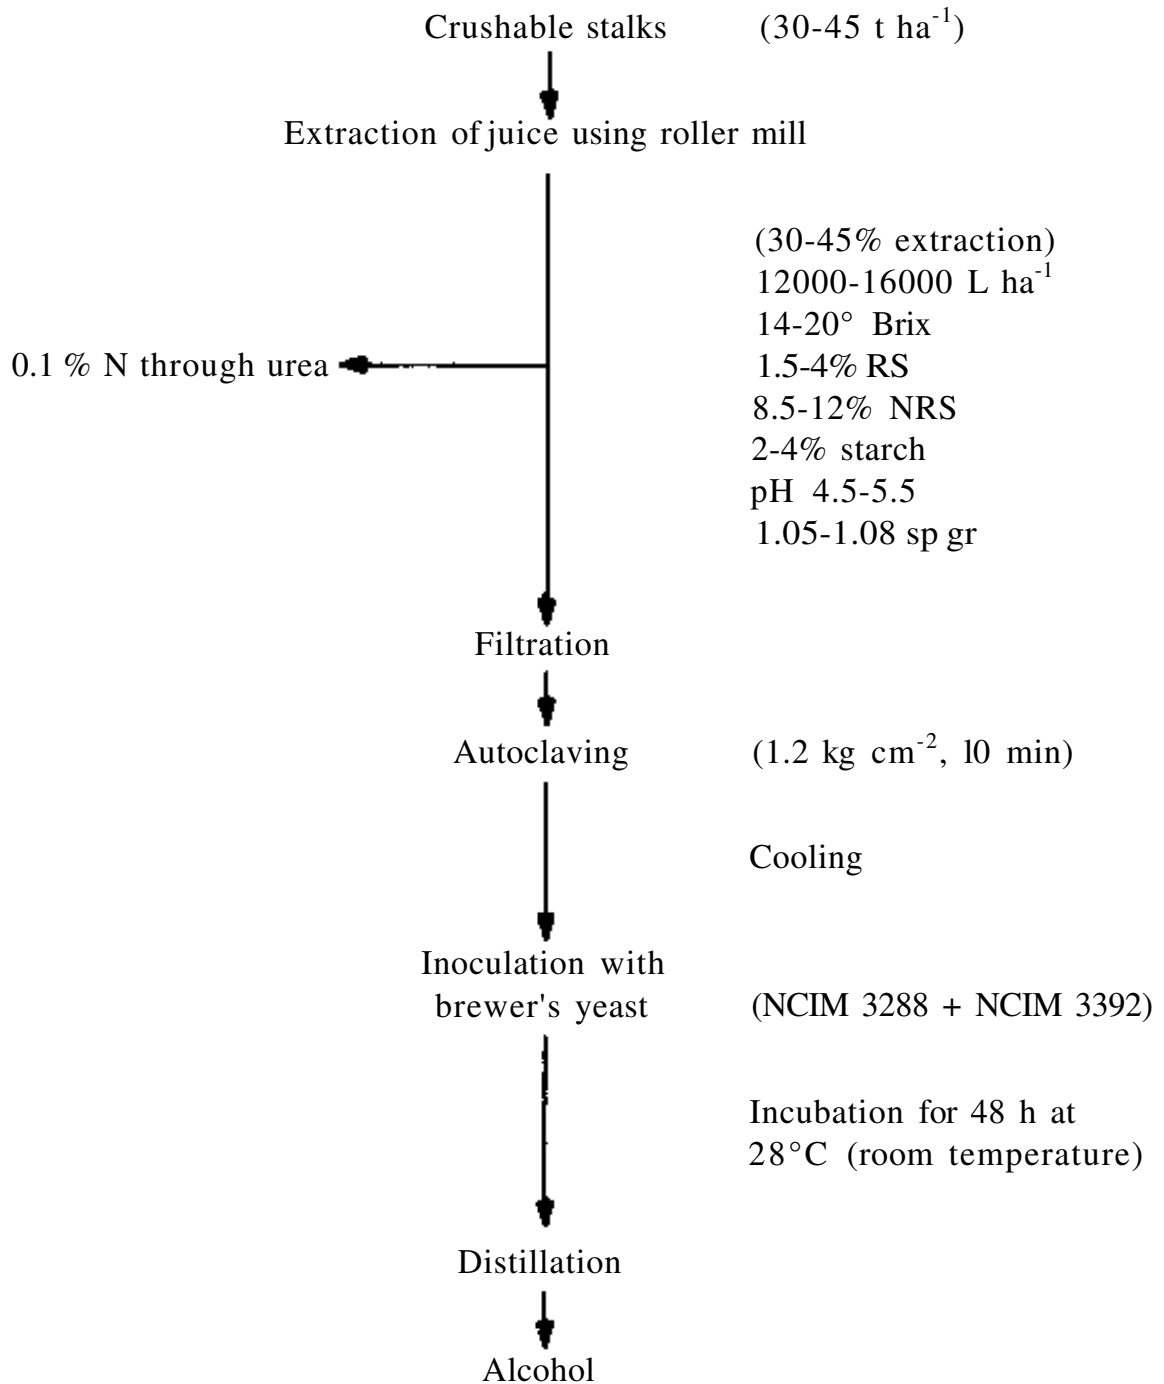 Crushable stalks (30-45 t ha-1)
Extraction of juice using roller mill
(30-45% extraction)
12000-16000 L ha-1
14-20° Brix
0.1 % N through urea
1.5-4% RS
8.5-12% NRS
2-4% starch
pH 4.5-5.5
1.05-1.08 sp gr
Filtration
Autoclaving (1.2 kg cm-2, 10 min)
Cooling
Inoculation with
brewer's yeast (NCIM 3288 + NCIM 3392)
Incubation for 48 h at
28°C (room temperature)
Distillation
Alcohol